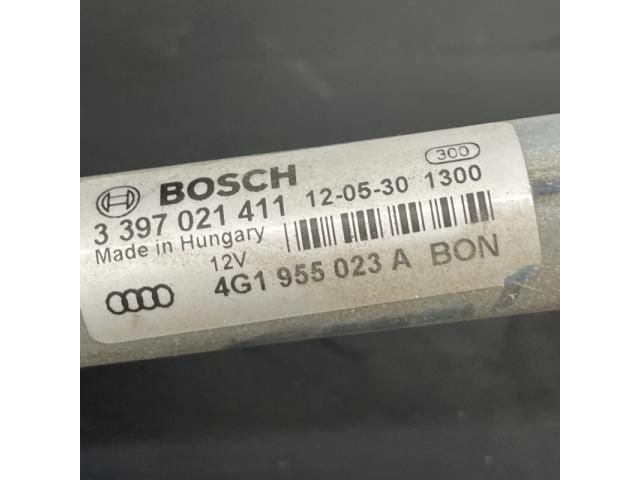 300
BOSCH 12-05-30 1300
3 397 021 411
Made in Hungary
12V
4G1 955 023 A BON